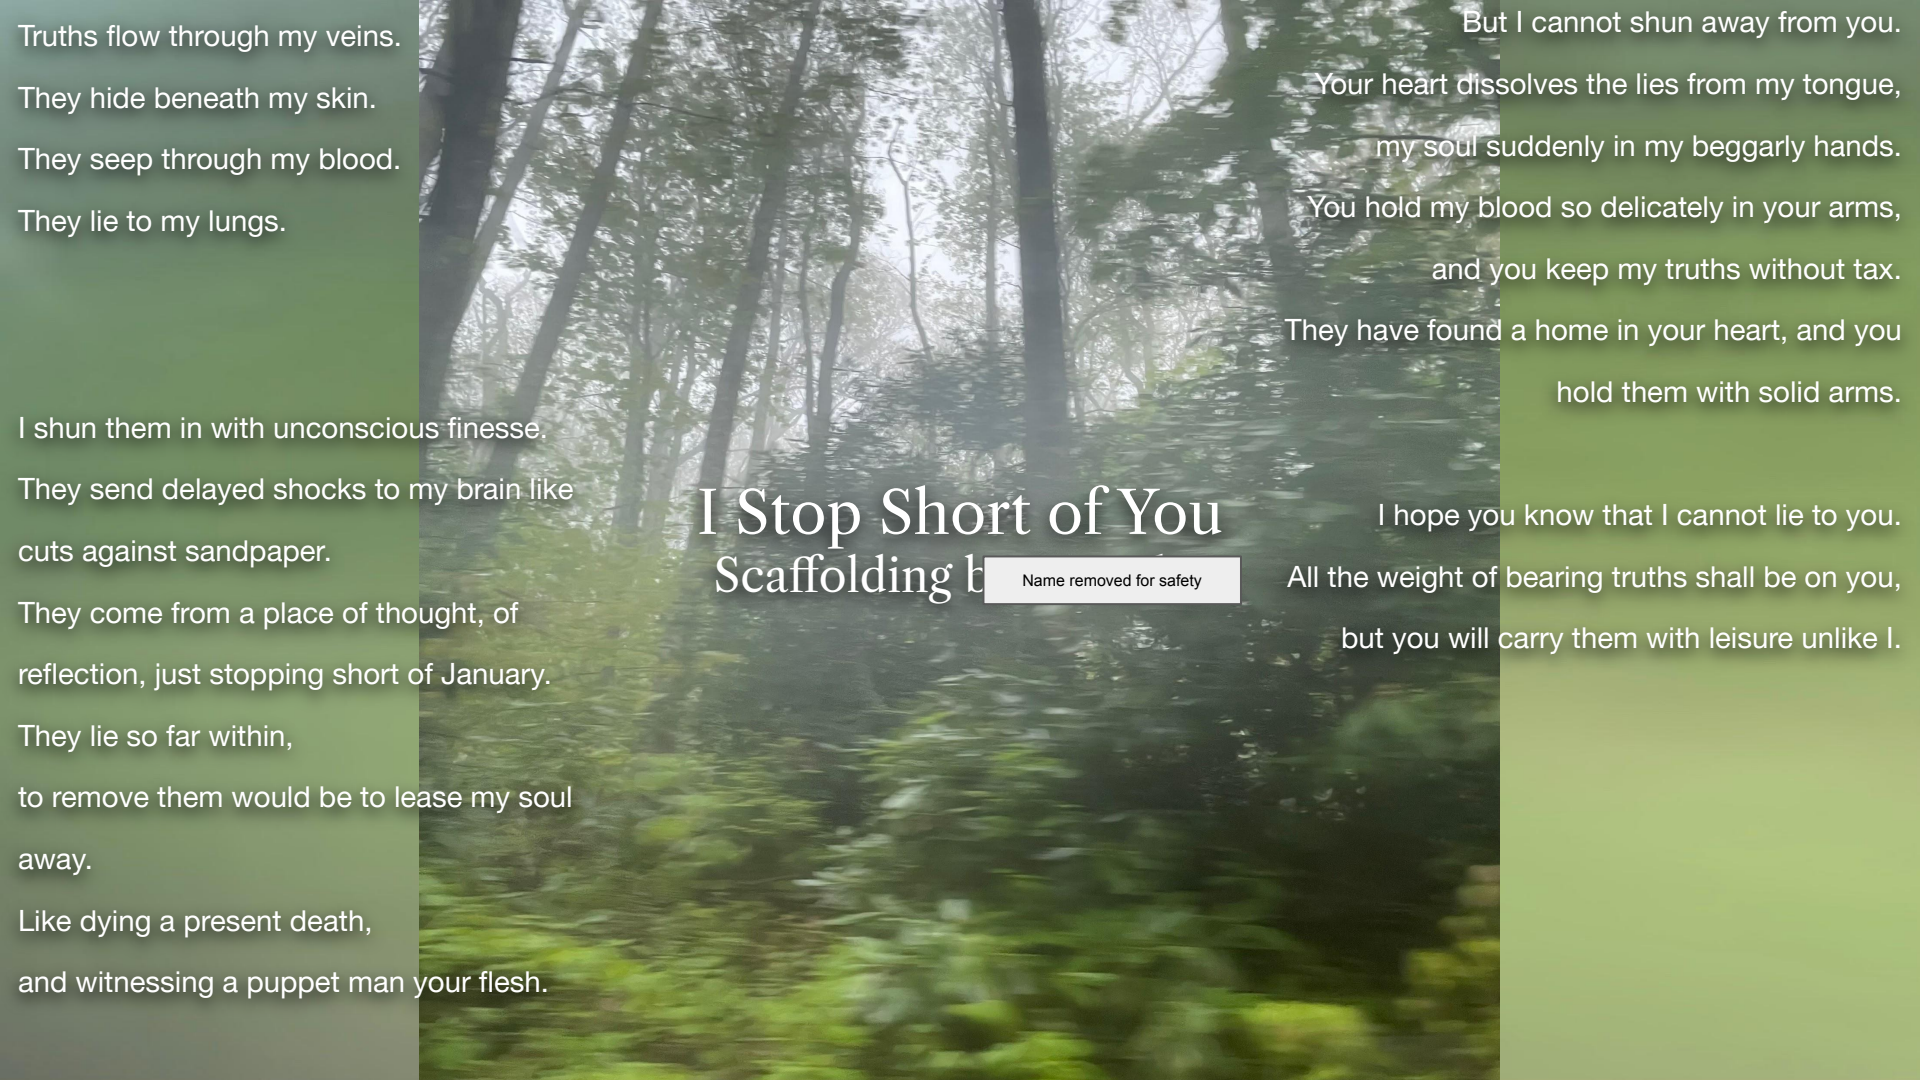 Truths flow through my veins.
They hide beneath my skin.
They seep through my blood.
They lie to my lungs.
I shun them in with unconscious finesse.
They send delayed shocks to my brain like
cuts against sandpaper.
They come from a place of thought, of
reflection, just stopping short of January.
They lie so far within,
to remove them would be to lease my soul
away.
Like dying a present death,
and witnessing a puppet man your flesh.
I Stop Short of You
Scaffolding
Name removed for safety
But I cannot shun away from you.
Your heart dissolves the lies from my tongue,
my soul suddenly in my beggarly hands.
You hold my blood so delicately in your arms,
and you keep my truths without tax.
They have found a home in your heart, and you
hold them with solid arms.
I hope you know that I cannot lie to you.
All the weight of bearing truths shall be on you,
but you will carry them with leisure unlike I.